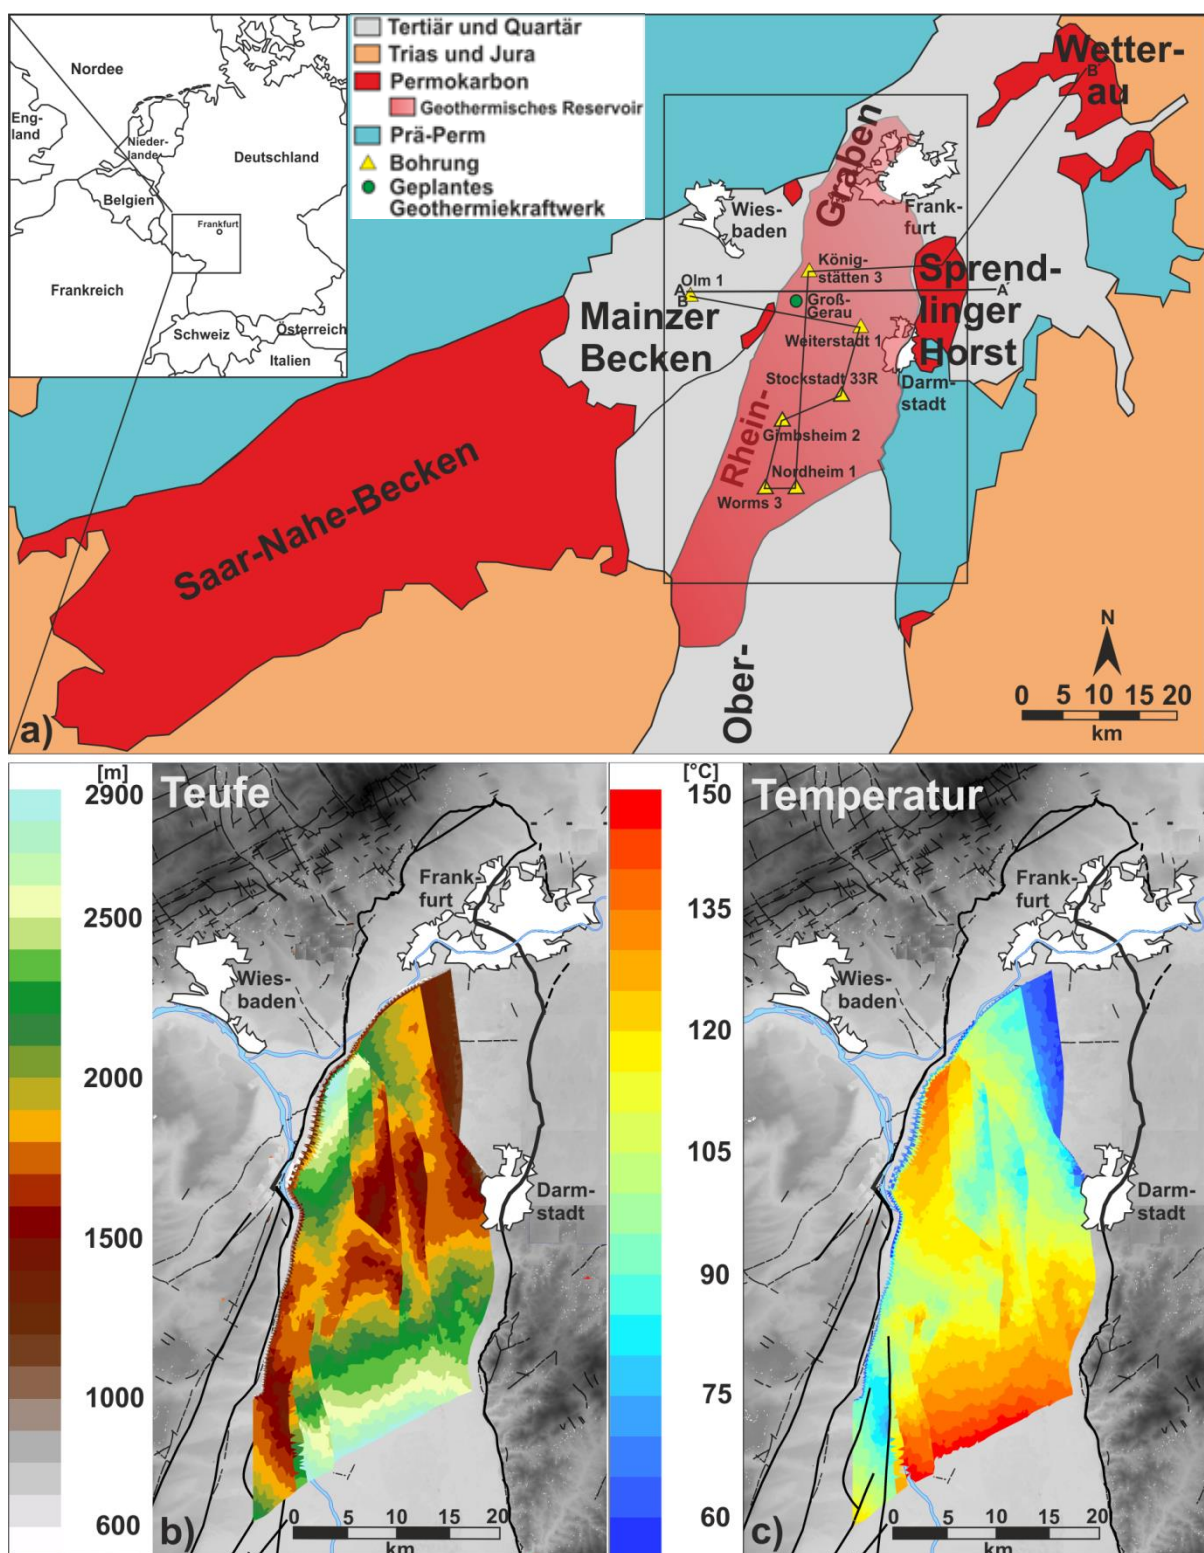 Tertiär und Quartär
Trias und Jura
Permokarbon
Geothermisches Reservoir
Prä-Perm
Bohrung
Geplantes
Geothermiekraftwerk
Nordee
Eng-
land
Nieder-
lande
Deutschland
Belgien
Frankfurt
Frankreich
Schweiz
Österreich
Italien
Wetter-
B'
au
Graben
Wies-
baden
Frank-
furt
König-
stätten 3
Olm 1
A
B
A'
Groß-
Gerau
Sprend-
linger
Horst
Mainzer
Becken
Weiterstadt 1
Stockstadt 33R
Darm-
stadt
Rhein-
Gimbsheim 2
Nordheim 1
Worms 3
Saar-Nahe-Becken
Ober-
N
0 5 10 15 20
km
a)
[m]
2900
2500
2000
1500
1000
600
Teufe
Frank-
furt
Wies-
baden
Darm-
stadt
b)
0 5 10 15 20
km
[°C]
150
135
120
105
90
75
60
Temperatur
Frank-
furt
Wies-
baden
Darm-
stadt
c)
0 5 10 15 20
km